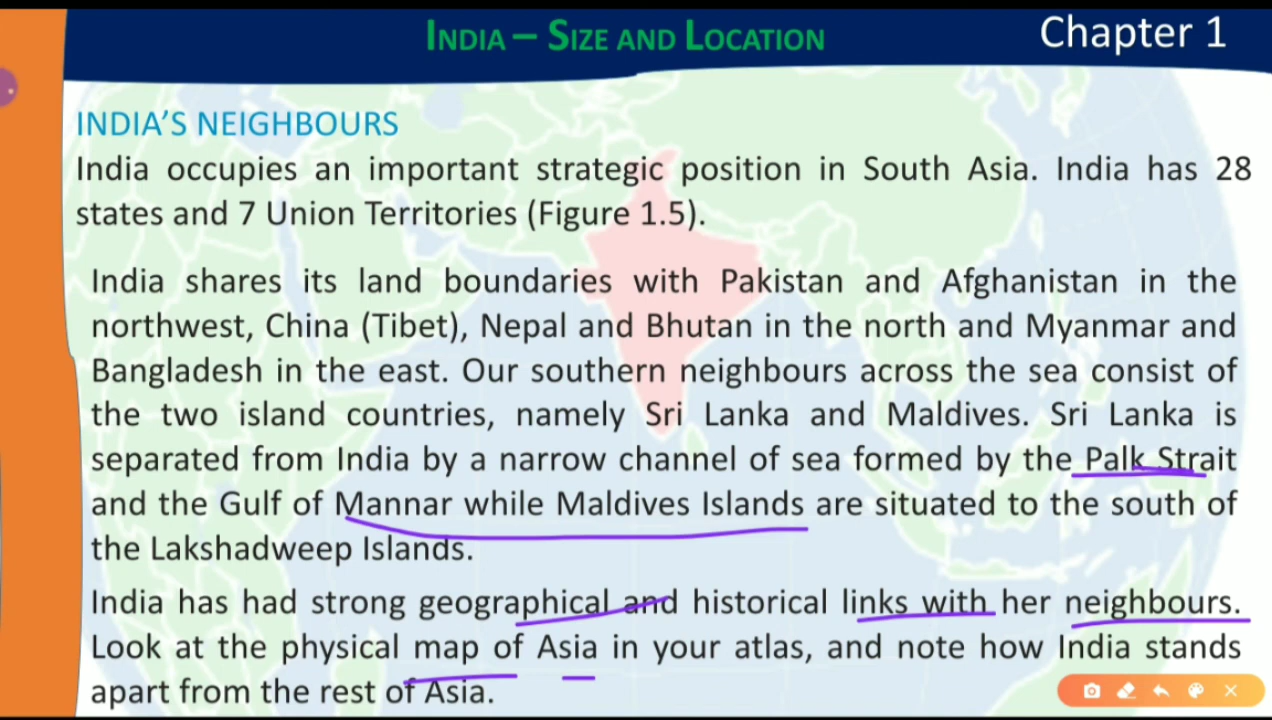 INDIA – SIZE AND LOCATION
Chapter 1
INDIA'S NEIGHBOURS
India occupies an important strategic position in South Asia. India has 28
states and 7 Union Territories (Figure 1.5).
India shares its land boundaries with Pakistan and Afghanistan in the
northwest, China (Tibet), Nepal and Bhutan in the north and Myanmar and
Bangladesh in the east. Our southern neighbours across the sea consist of
the two island countries, namely Sri Lanka and Maldives. Sri Lanka is
separated from India by a narrow channel of sea formed by the Palk Strait
and the Gulf of Mannar while Maldives Islands are situated to the south of
the Lakshadweep Islands.
India has had strong geographical and historical links with her neighbours.
Look at the physical map of Asia in your atlas, and note how India stands
apart from the rest of Asia.